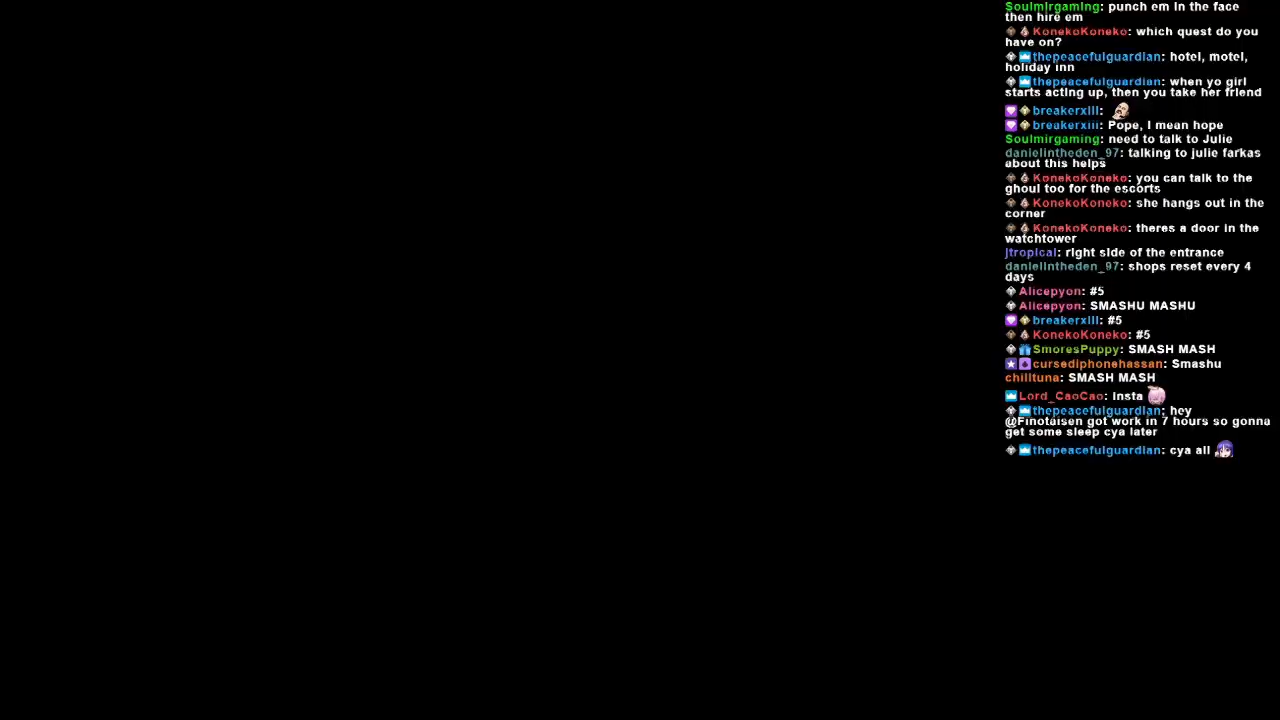 Soulmirgaming: punch em in the face
then hire em
KonekoKoneko: which quest do you
have on?
thepeacefulguardian: hotel, motel,
holiday inn
thepeacefulguardian: when yo girl
starts acting up, then you take her friend
breakerxiii:
breakerxiii: Pope, I mean hope
Soulmirgaming: need to talk to Julie
danielintheden_97: talking to julie farkas
about this helps
KonekoKoneko: you can talk to the
ghoul too for the escorts
KonekoKoneko: she hangs out in the
corner
KonekoKoneko: theres a door in the
watchtower
jtropical: right side of the entrance
danielintheden_97: shops reset every 4
days
Alicepyon: #5
Alicepyon: SMASHU MASHU
breakerxiii: #5
KonekoKoneko: #5
SmoresPuppy: SMASH MASH
cursediphonehassan: Smashu
chilltuna: SMASH MASH
Lord_CaoCao: insta
thepeacefulguardian: hey
@Finotaisen got work in 7 hours so gonna
get some sleep cya later
thepeacefulguardian: cya all